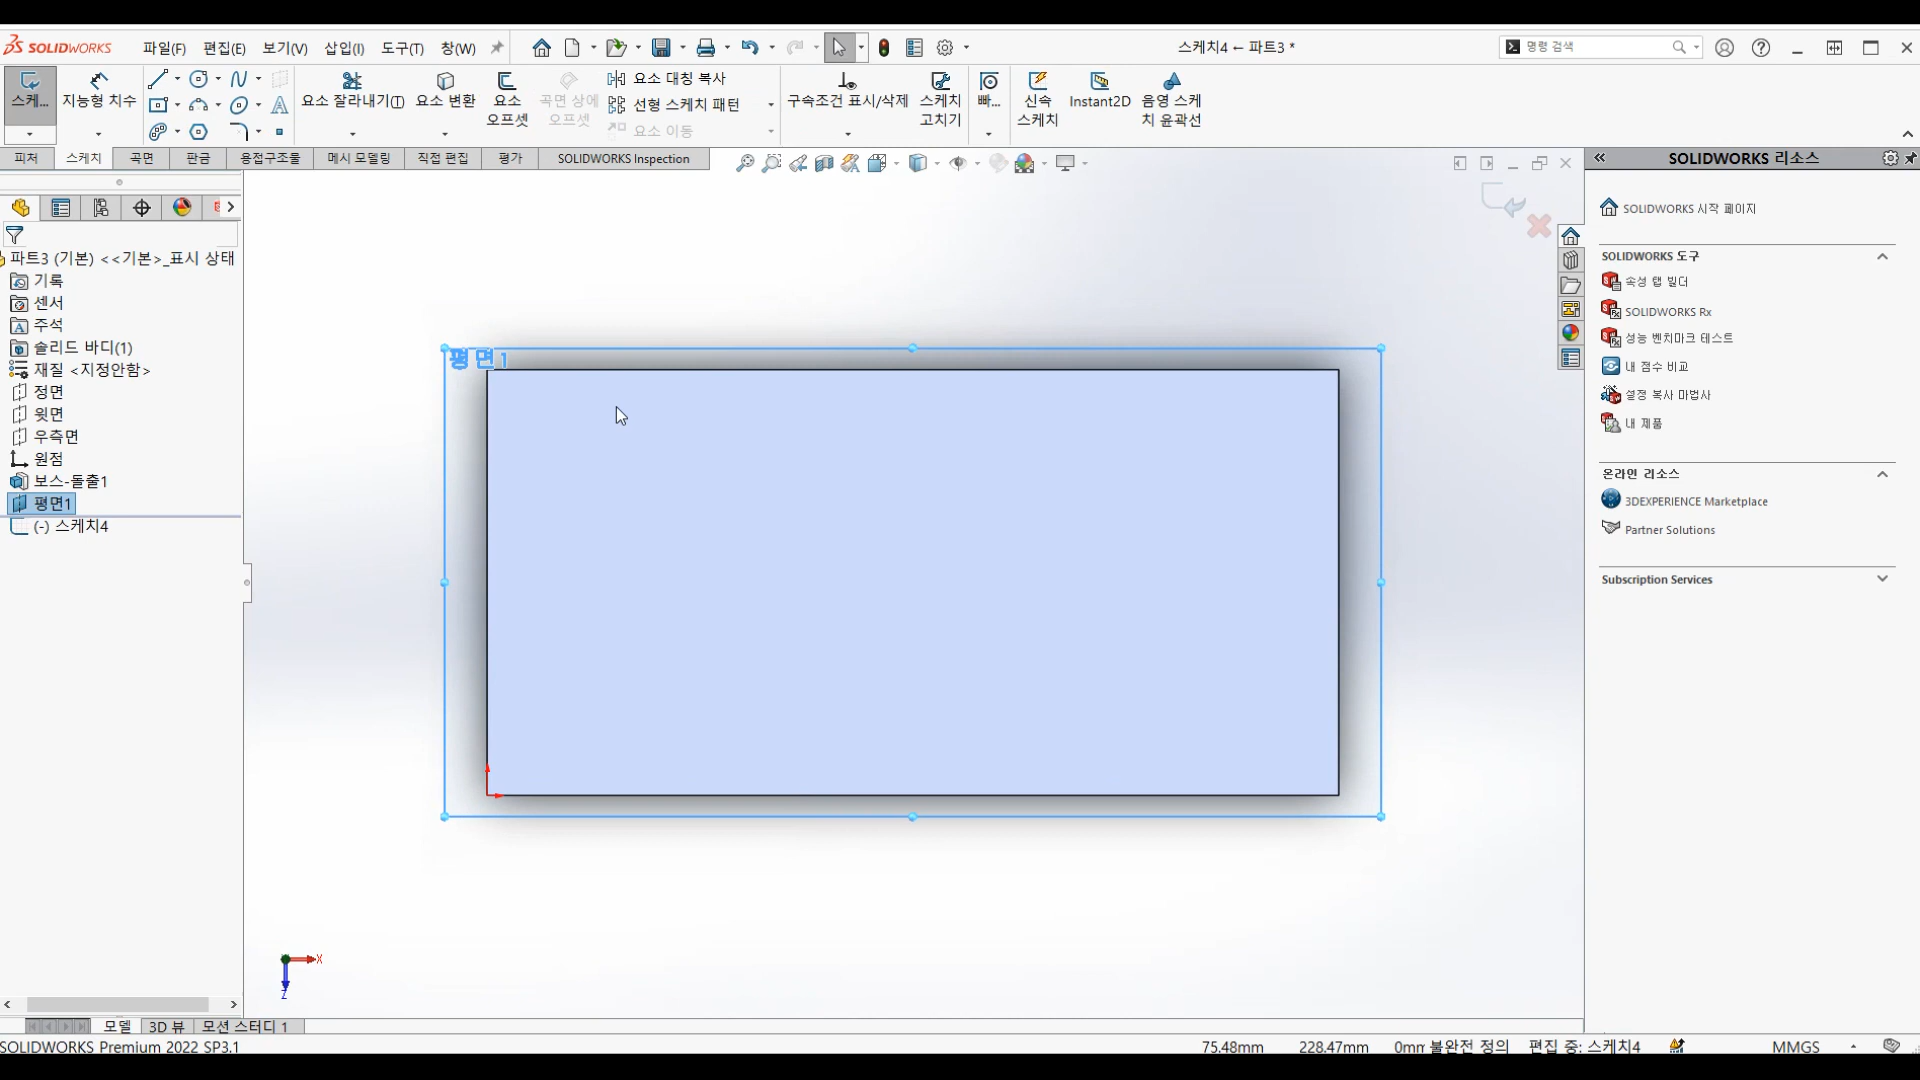 SOLIDWORKS 파일(F) 편집(E) 보기(V) 삽입(I) 도구(T) 창(W) 스케치4 ← 파트3 * 명령 검색
스케... 지능형 치수 요소 잘라내기(T) 요소 변환 요소 오프셋 곡면 상에 오프셋 요소 대칭 복사 구속조건 표시/삭제 스케치 고치기 빠... 신속 스케치 Instant2D 음영 스케치 윤곽선
선형 스케치 패턴
요소 이동
피처 스케치 곡면 판금 용접구조물 메시 모델링 직접 편집 평가 SOLIDWORKS Inspection
SOLIDWORKS 리소스
파트3 (기본) <<기본>_표시 상태
기록
센서
주석
솔리드 바디(1)
재질 <지정안함>
정면
윗면
우측면
원점
보스-돌출1
평면1
(-) 스케치4
평면1
X
Z
SOLIDWORKS 시작 페이지
SOLIDWORKS 도구
속성 탭 빌더
SOLIDWORKS Rx
성능 벤치마크 테스트
내 점수 비교
설정 복사 마법사
내 제품
온라인 리소스
3DEXPERIENCE Marketplace
Partner Solutions
Subscription Services
모델 3D 뷰 모션 스터디 1
SOLIDWORKS Premium 2022 SP3.1 75.48mm 228.47mm 0mm 불완전 정의 편집 중: 스케치4 MMGS